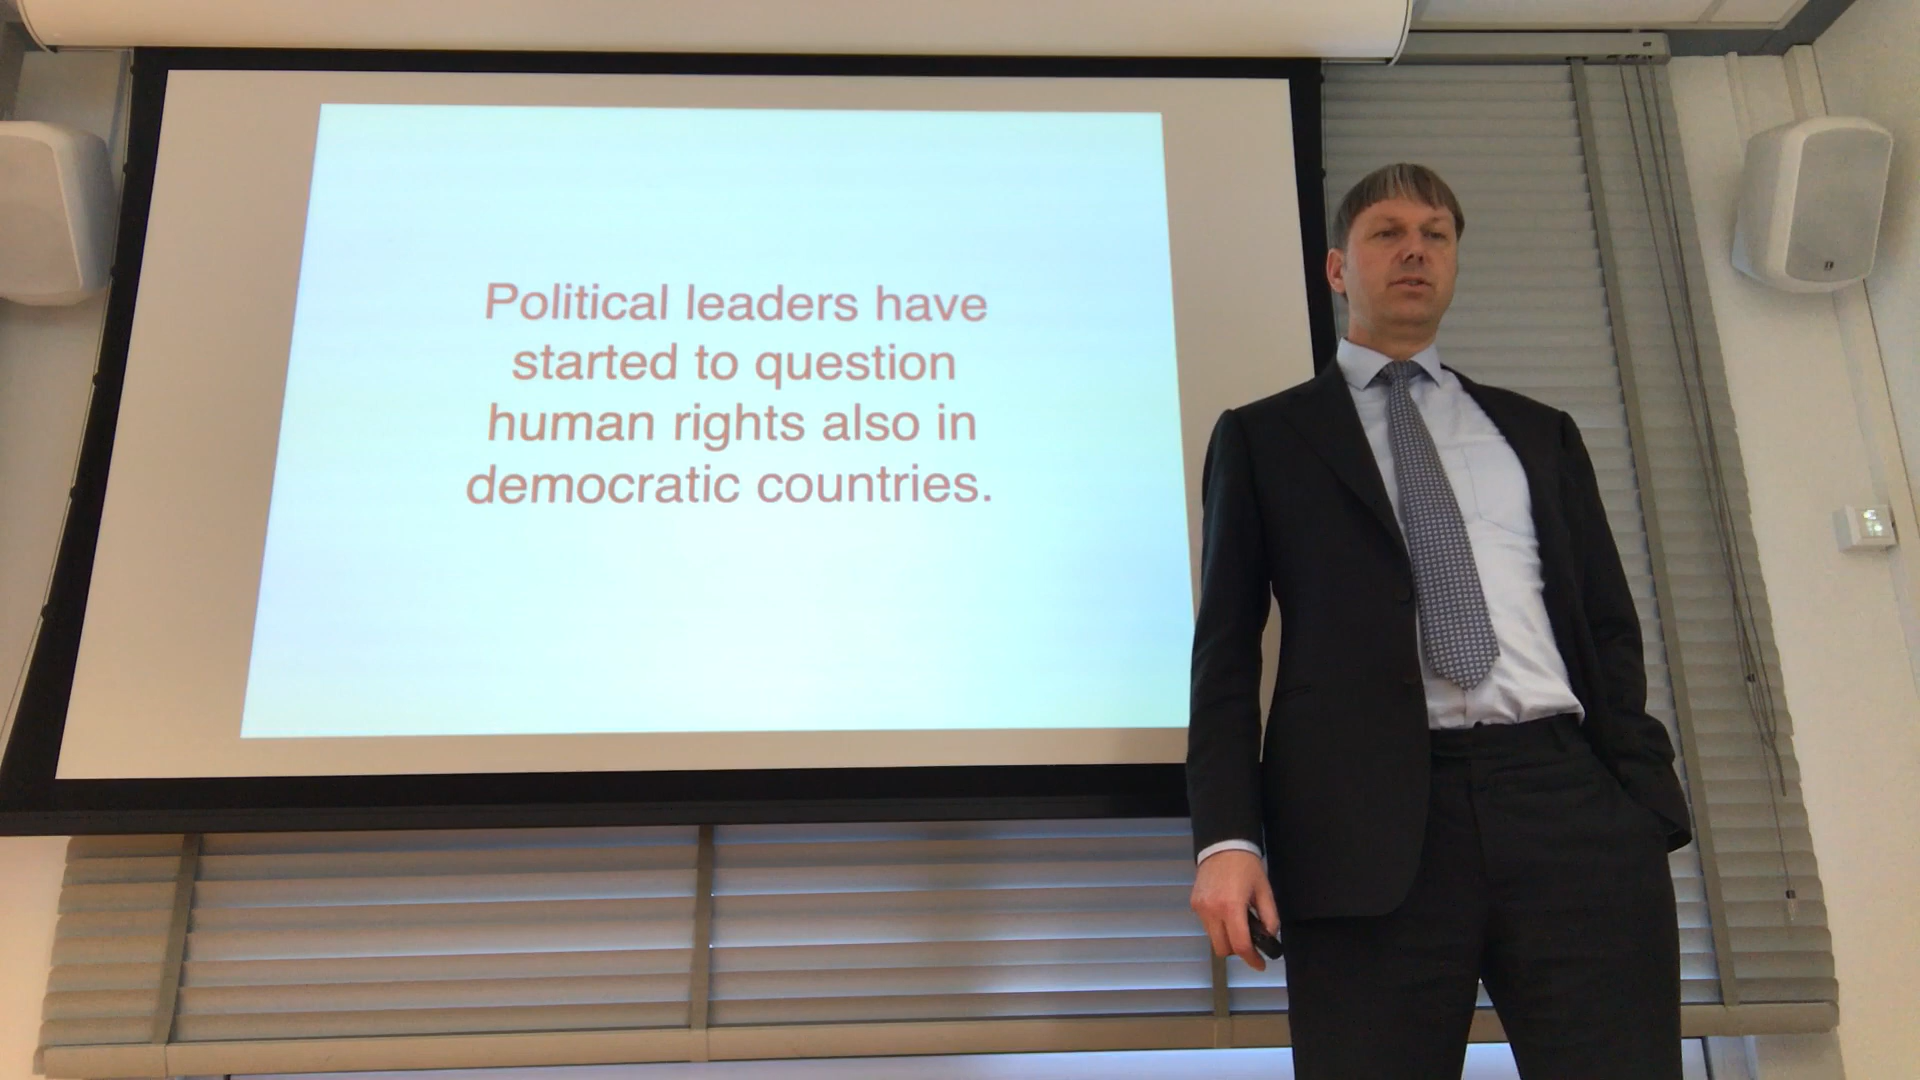 Political leaders have
started to question
human rights also in
democratic countries.